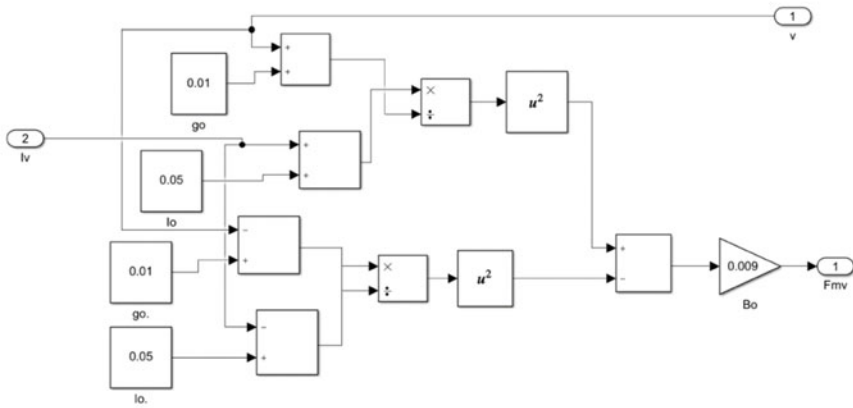 1
v
+
+
0.01
go
×
÷
u²
2
Iv
+
+
0.05
Io
−
+
0.01
go.
×
÷
u²
+
−
0.009
Bo
1
Fmv
−
+
0.05
Io.